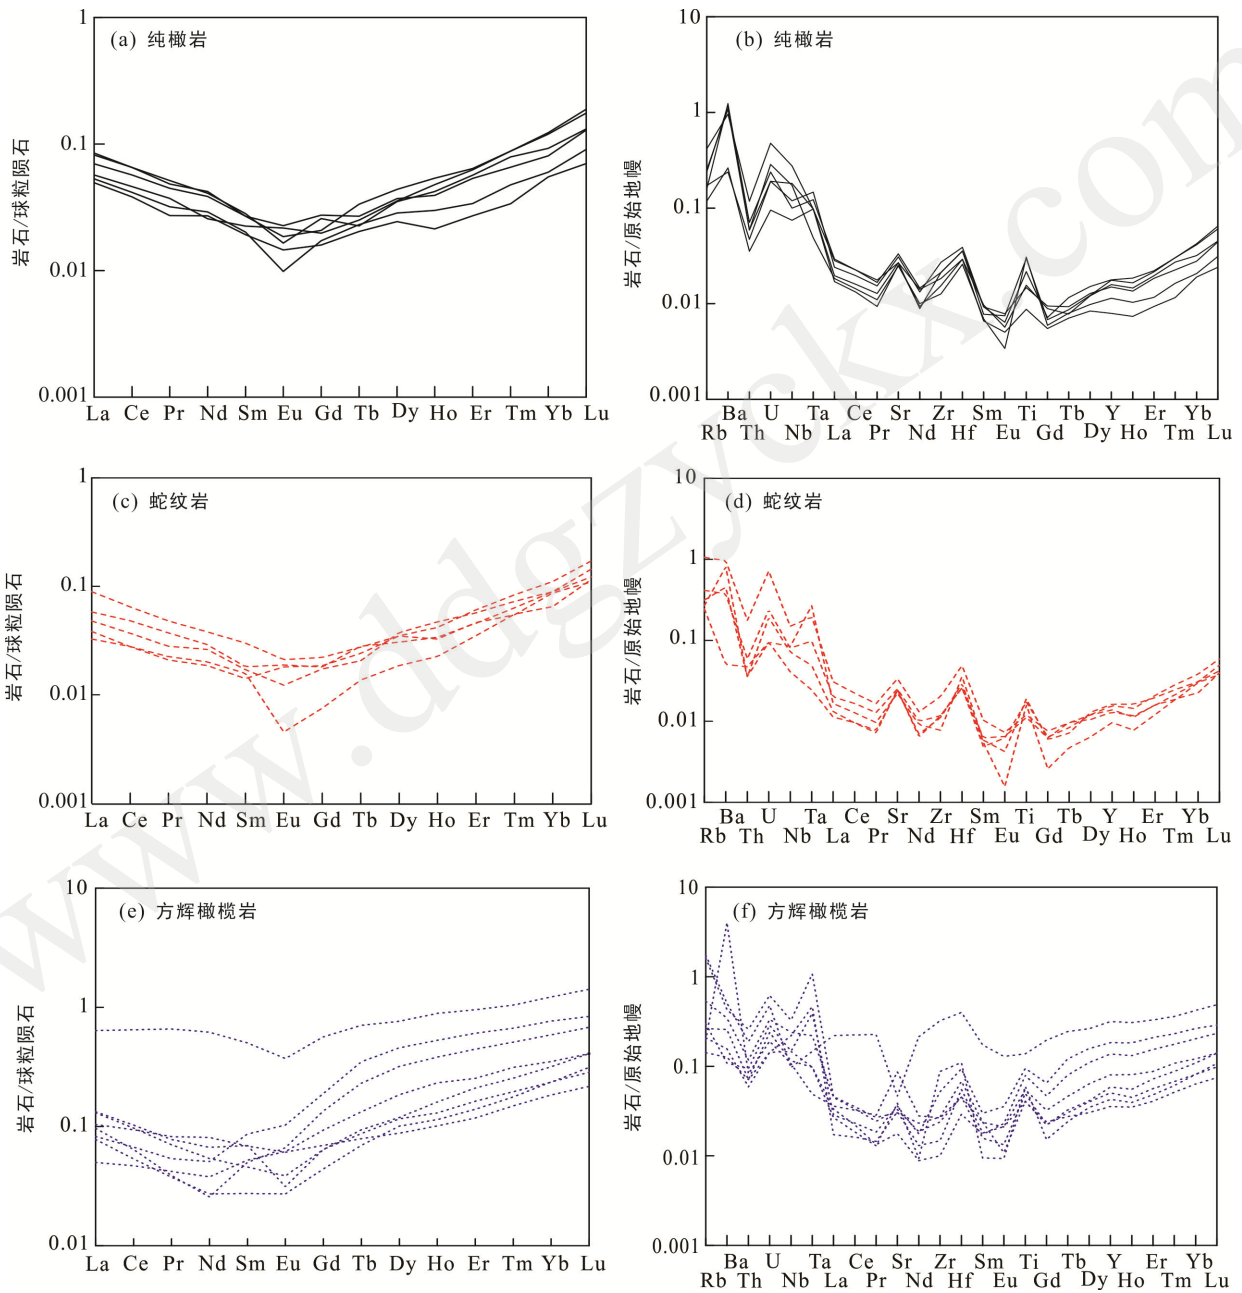 (a) 纯橄岩
1
0.1
0.01
0.001
岩石/球粒陨石
La Ce Pr Nd Sm Eu Gd Tb Dy Ho Er Tm Yb Lu
(b) 纯橄岩
10
1
0.1
0.01
0.001
岩石/原始地幔
Ba U Ta Ce Sr Zr Sm Ti Tb Y Er Yb
Rb Th Nb La Pr Nd Hf Eu Gd Dy Ho Tm Lu
(c) 蛇纹岩
1
0.1
0.01
0.001
岩石/球粒陨石
La Ce Pr Nd Sm Eu Gd Tb Dy Ho Er Tm Yb Lu
(d) 蛇纹岩
10
1
0.1
0.01
0.001
岩石/原始地幔
Ba U Ta Ce Sr Zr Sm Ti Tb Y Er Yb
Rb Th Nb La Pr Nd Hf Eu Gd Dy Ho Tm Lu
(e) 方辉橄榄岩
10
1
0.1
0.01
岩石/球粒陨石
La Ce Pr Nd Sm Eu Gd Tb Dy Ho Er Tm Yb Lu
(f) 方辉橄榄岩
10
1
0.1
0.01
0.001
岩石/原始地幔
Ba U Ta Ce Sr Zr Sm Ti Tb Y Er Yb
Rb Th Nb La Pr Nd Hf Eu Gd Dy Ho Tm Lu
www.ddgzyckx.com